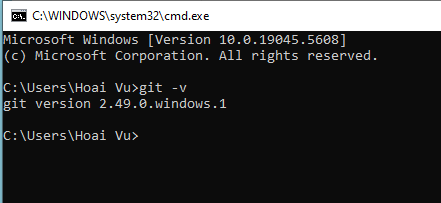 C:\WINDOWS\system32\cmd.exe
Microsoft Windows [Version 10.0.19045.5608]
(c) Microsoft Corporation. All rights reserved.
C:\Users\Hoai Vu>git -v
git version 2.49.0.windows.1
C:\Users\Hoai Vu>